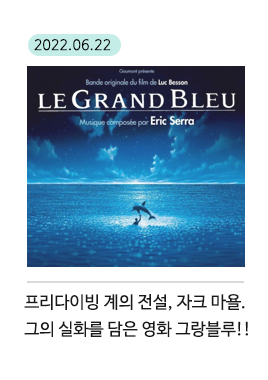 2022.06.22
Gaumont présente
Bande originale du film de Luc Besson
LE GRAND BLEU
Musique composée par Eric Serra
프리다이빙 계의 전설, 자크 마욜.
그의 실화를 담은 영화 그랑블루!!